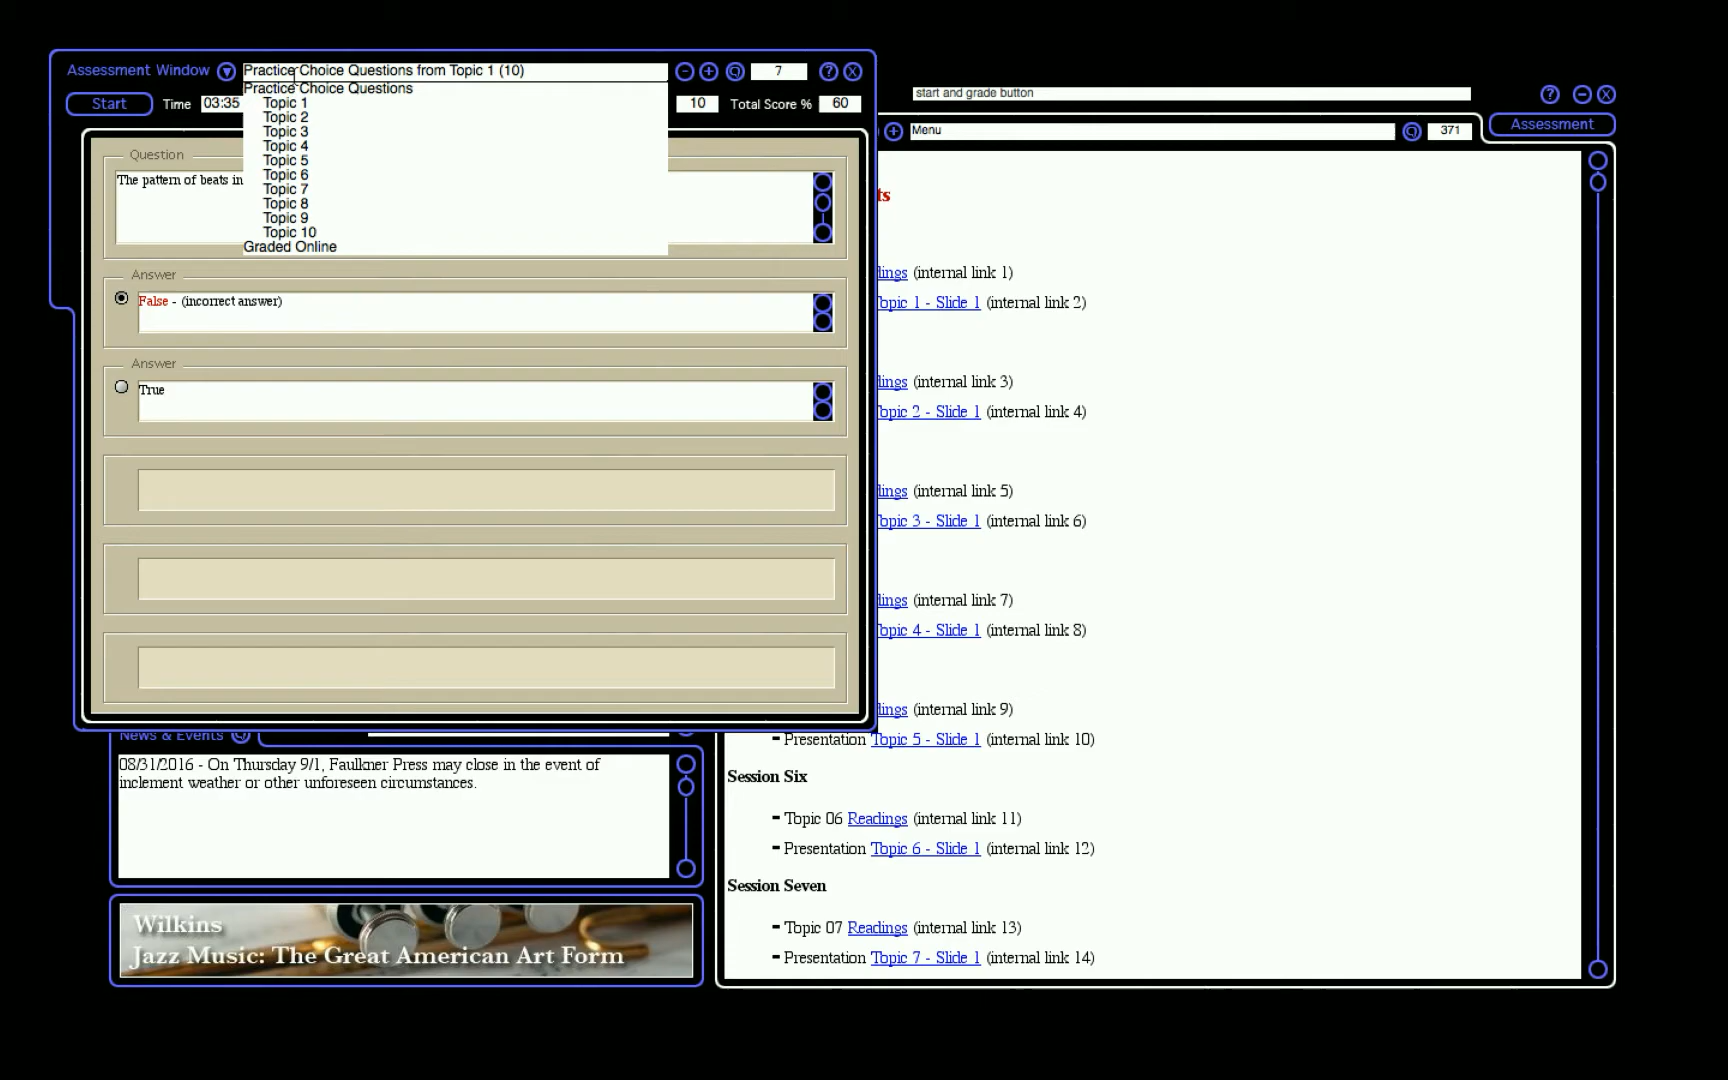 Assessment Window
Practice Choice Questions from Topic 1 (10)
7
?
X
Start
Time
03:35
10
Total Score %
60
Practice Choice Questions
Topic 1
Topic 2
Topic 3
Topic 4
Topic 5
Topic 6
Topic 7
Topic 8
Topic 9
Topic 10
Graded Online
Question
The pattern of beats in
Answer
False - (incorrect answer)
Answer
True
start and grade button
?
X
Menu
371
Assessment
ts
lings (internal link 1)
Topic 1 - Slide 1 (internal link 2)
lings (internal link 3)
Topic 2 - Slide 1 (internal link 4)
lings (internal link 5)
Topic 3 - Slide 1 (internal link 6)
lings (internal link 7)
Topic 4 - Slide 1 (internal link 8)
lings (internal link 9)
- Presentation Topic 5 - Slide 1 (internal link 10)
Session Six
- Topic 06 Readings (internal link 11)
- Presentation Topic 6 - Slide 1 (internal link 12)
Session Seven
- Topic 07 Readings (internal link 13)
- Presentation Topic 7 - Slide 1 (internal link 14)
News & Events
08/31/2016 - On Thursday 9/1, Faulkner Press may close in the event of
inclement weather or other unforeseen circumstances.
Wilkins
Jazz Music: The Great American Art Form